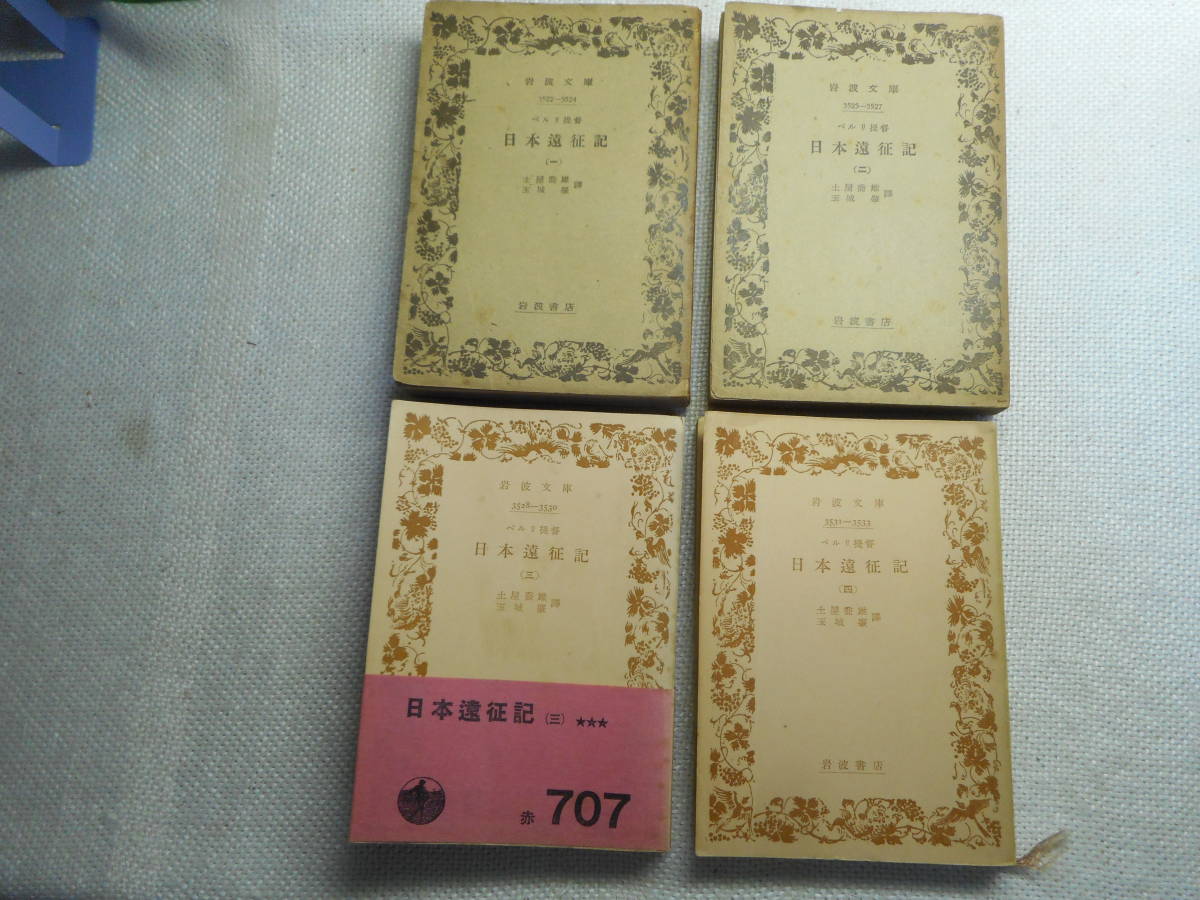 岩波文庫
3522—3524
ペルリ提督
日本遠征記
(一)
土屋喬雄
玉城肇 譯
岩波書店
岩波文庫
3525—3527
ペルリ提督
日本遠征記
(二)
土屋喬雄
玉城肇 譯
岩波書店
岩波文庫
3528—3530
ペルリ提督
日本遠征記
(三)
土屋喬雄
玉城肇 譯
日本遠征記 (三) ★★★
赤 707
岩波文庫
3531—3533
ペルリ提督
日本遠征記
(四)
土屋喬雄
玉城肇 譯
岩波書店